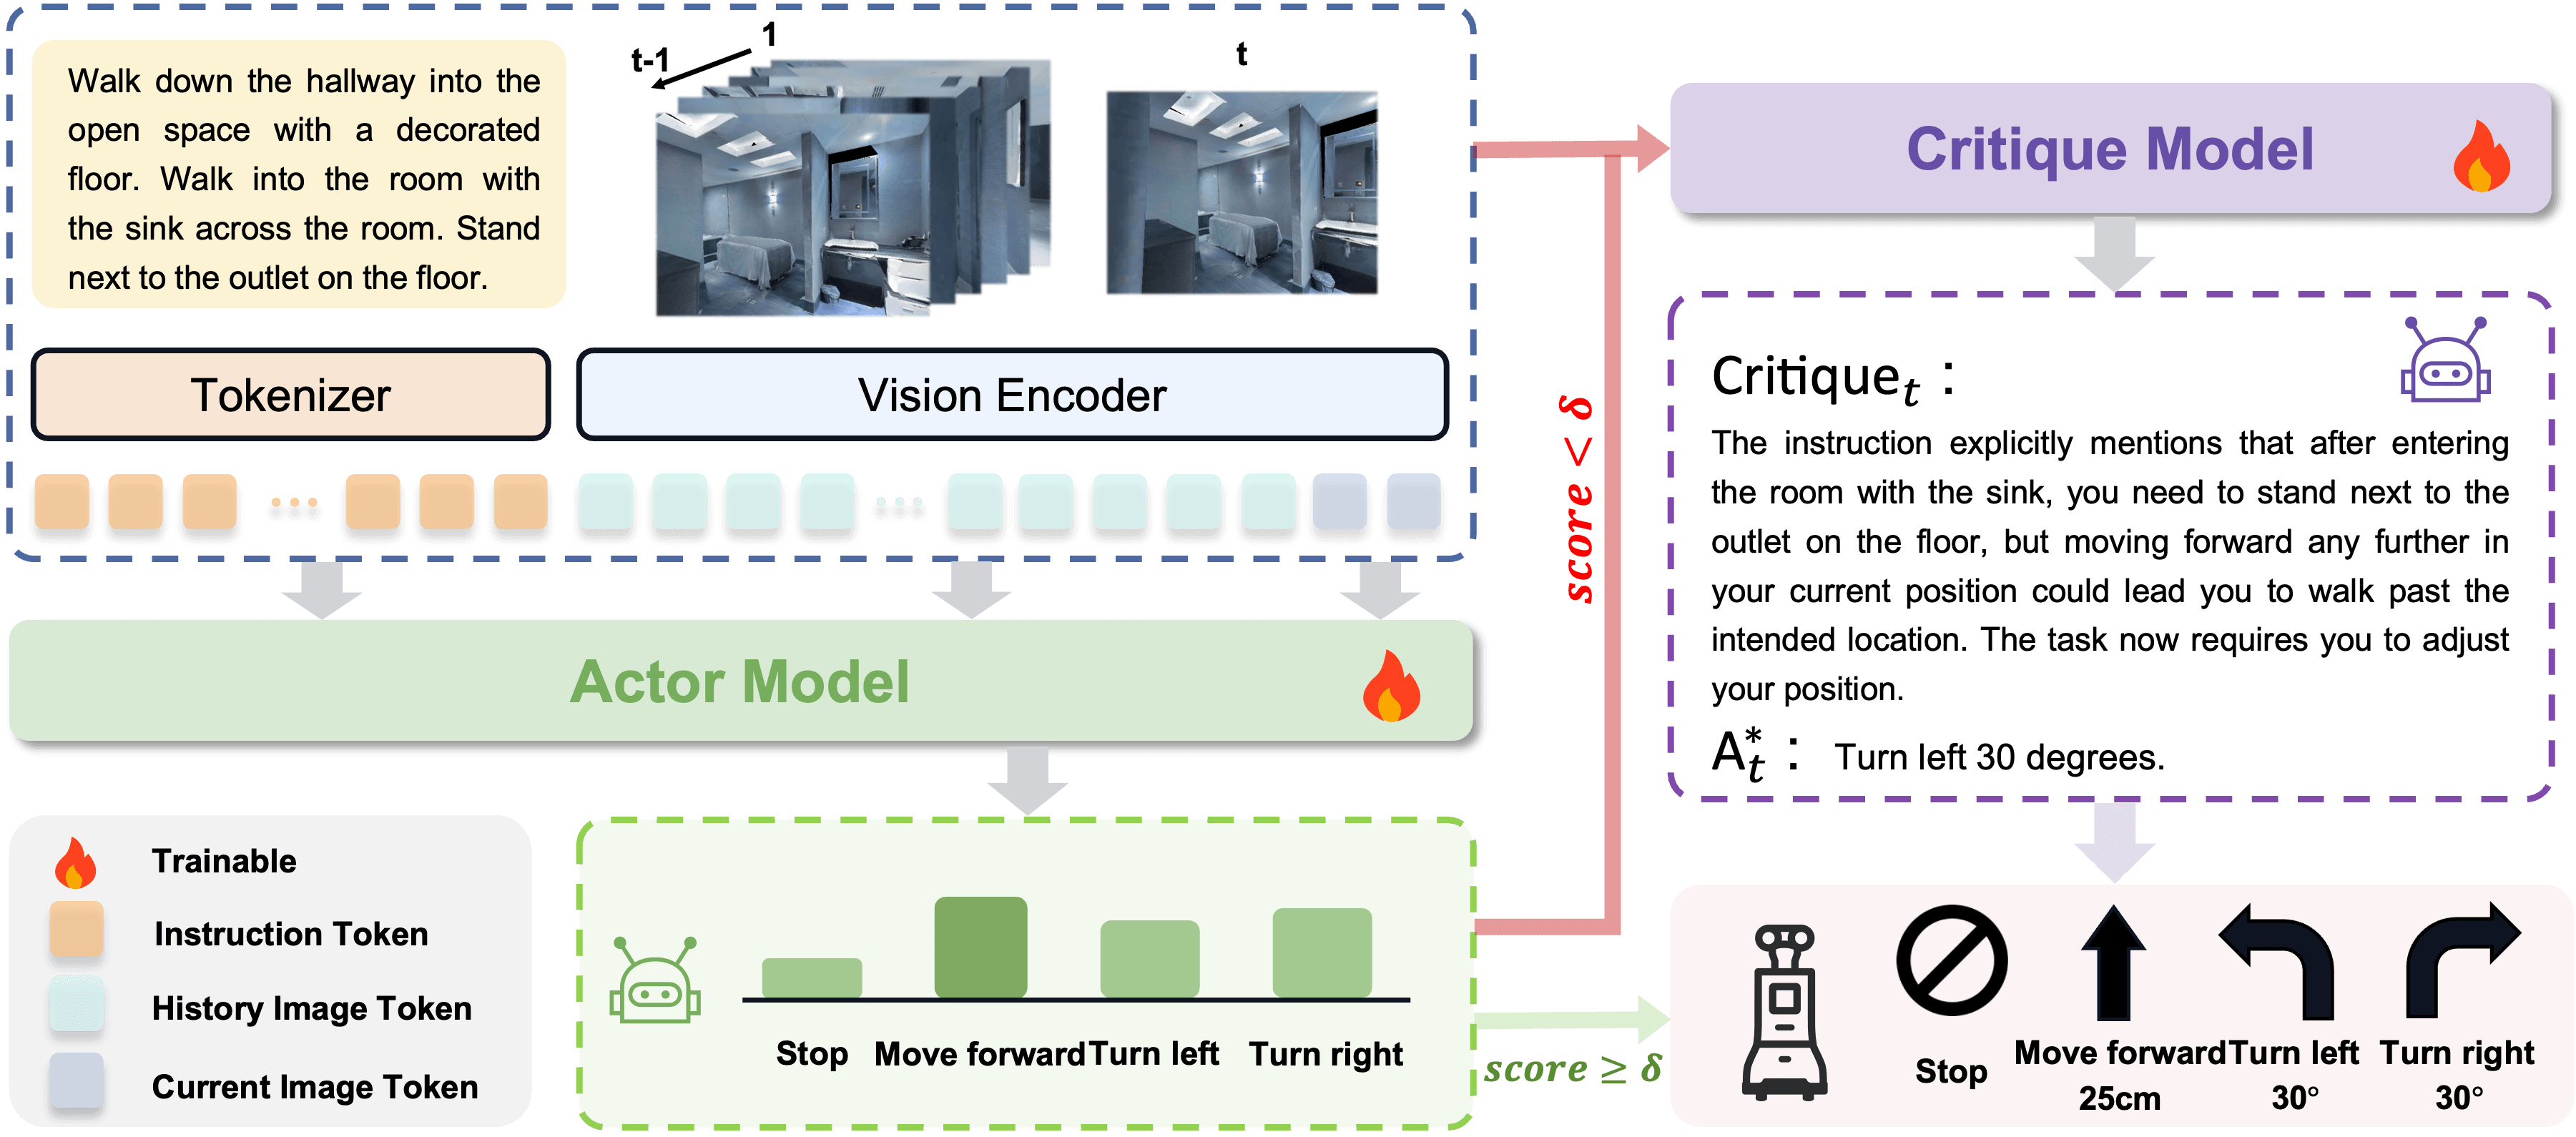 Walk down the hallway into the
open space with a decorated
floor. Walk into the room with
the sink across the room. Stand
next to the outlet on the floor.
t-1
1
t
Tokenizer
Vision Encoder
Actor Model
Trainable
Instruction Token
History Image Token
Current Image Token
Stop
Move forward
Turn left
Turn right
score < δ
score ≥ δ
Critique Model
Critique_t :
The instruction explicitly mentions that after entering
the room with the sink, you need to stand next to the
outlet on the floor, but moving forward any further in
your current position could lead you to walk past the
intended location. The task now requires you to adjust
your position.
A*_t : Turn left 30 degrees.
Stop
Move forward
25cm
Turn left
30°
Turn right
30°